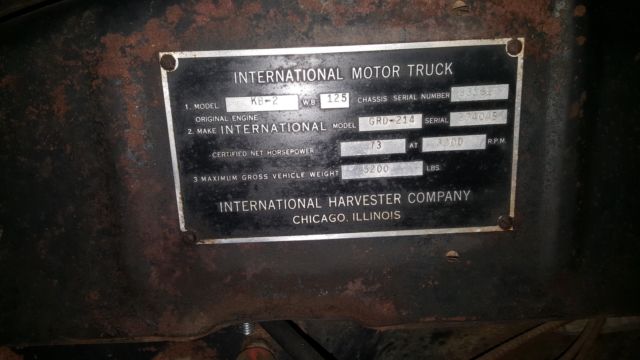 INTERNATIONAL MOTOR TRUCK
1. MODEL KB-2 W.B. 125 CHASSIS SERIAL NUMBER
ORIGINAL ENGINE
2. MAKE INTERNATIONAL MODEL GRD-214 SERIAL
CERTIFIED NET HORSEPOWER 73 AT R.P.M.
3. MAXIMUM GROSS VEHICLE WEIGHT 5200 LBS.
INTERNATIONAL HARVESTER COMPANY
CHICAGO, ILLINOIS